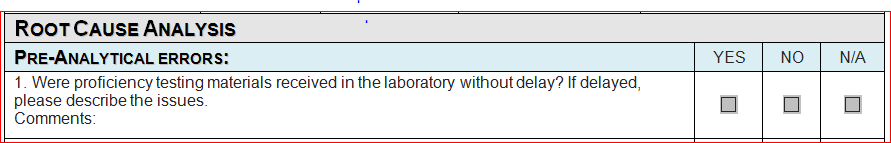 ROOT CAUSE ANALYSIS
PRE-ANALYTICAL ERRORS: YES NO N/A
1. Were proficiency testing materials received in the laboratory without delay? If delayed,
please describe the issues.
Comments: